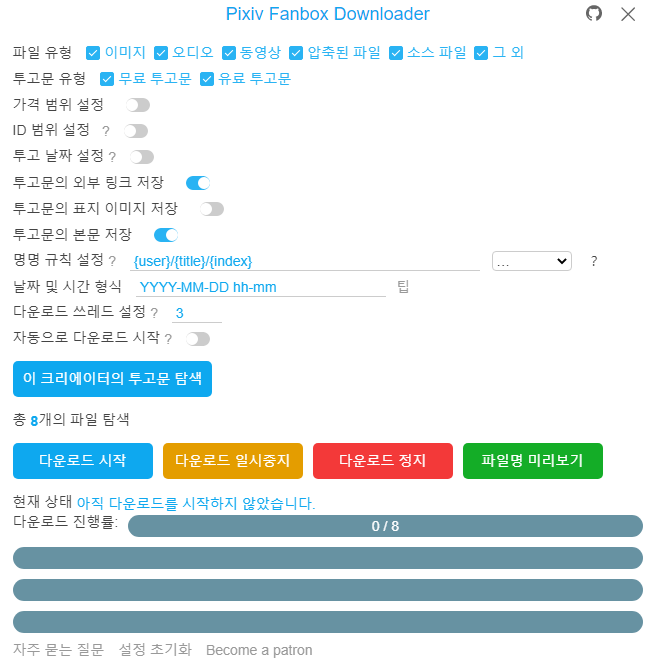 Pixiv Fanbox Downloader
파일 유형 이미지 오디오 동영상 압축된 파일 소스 파일 그 외
투고문 유형 무료 투고문 유료 투고문
가격 범위 설정
ID 범위 설정 ?
투고 날짜 설정 ?
투고문의 외부 링크 저장
투고문의 표지 이미지 저장
투고문의 본문 저장
명명 규칙 설정 ? {user}/{title}/{index} ... ?
날짜 및 시간 형식 YYYY-MM-DD hh-mm 팁
다운로드 쓰레드 설정 ? 3
자동으로 다운로드 시작 ?
이 크리에이터의 투고문 탐색
총 8개의 파일 탐색
다운로드 시작 다운로드 일시중지 다운로드 정지 파일명 미리보기
현재 상태 아직 다운로드를 시작하지 않았습니다.
다운로드 진행률: 0 / 8
자주 묻는 질문 설정 초기화 Become a patron